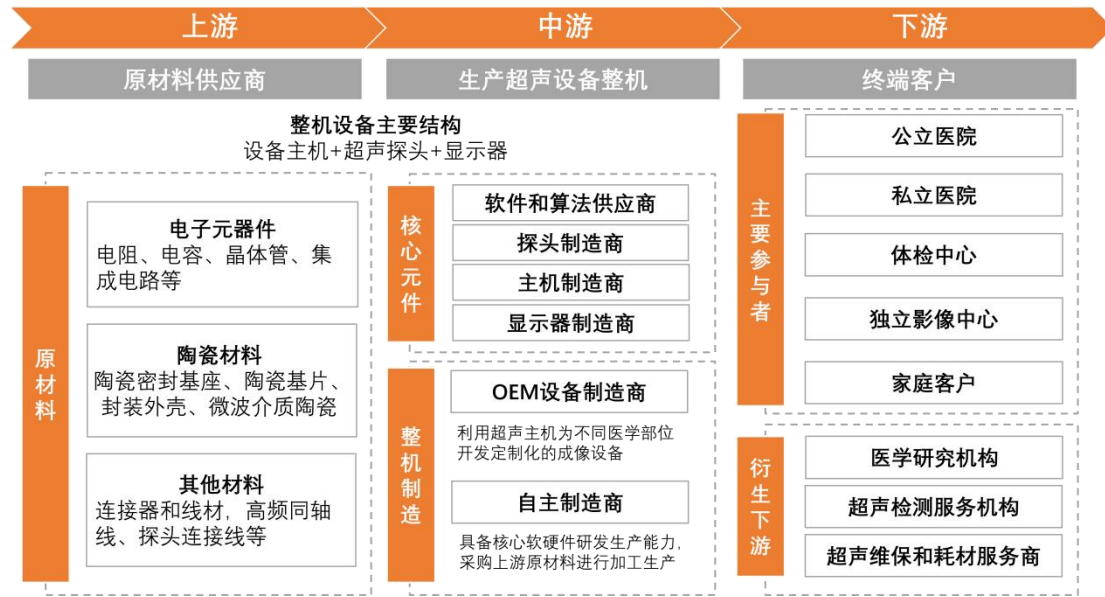 上游
中游
下游
原材料供应商
生产超声设备整机
终端客户
整机设备主要结构
设备主机+超声探头+显示器
原材料
电子元器件
电阻、电容、晶体管、集
成电路等
陶瓷材料
陶瓷密封基座、陶瓷基片、
封装外壳、微波介质陶瓷
其他材料
连接器和线材，高频同轴
线、探头连接线等
核心元件
软件和算法供应商
探头制造商
主机制造商
显示器制造商
整机制造
OEM设备制造商
利用超声主机为不同医学部位
开发定制化的成像设备
自主制造商
具备核心软硬件研发生产能力，
采购上游原材料进行加工生产
主要参与者
公立医院
私立医院
体检中心
独立影像中心
家庭客户
衍生下游
医学研究机构
超声检测服务机构
超声维保和耗材服务商